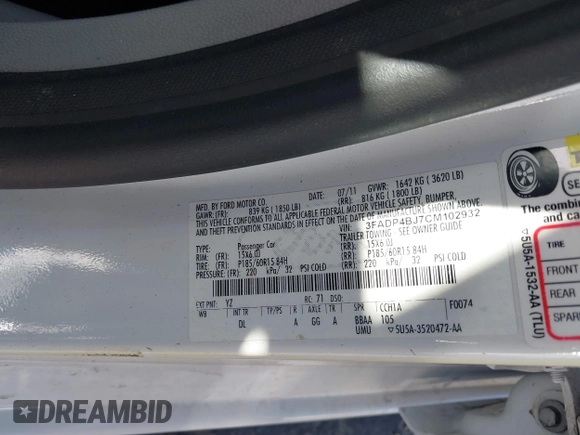 MFD. BY FORD MOTOR CO.
DATE: 07/11 GVWR: 1642 KG (3620 LB)
GAWR: (FR): 839 KG (1850 LB) (RR): 816 KG (1800 LB)
THIS VEHICLE CONFORMS TO ALL APPLICABLE FEDERAL MOTOR VEHICLE SAFETY, BUMPER,
AND THEFT PREVENTION STANDARDS IN EFFECT ON THE DATE OF MANUFACTURE SHOWN ABOVE.
VIN: 3FADP4BJ7CM102932
TYPE: Passenger Car TRAILER TOWING - SEE OWNER GUIDE
RIM: (FR): 15X6.0J (RR): 15X6.0J
TIRE: (FR): P185/60R15 84H (RR): P185/60R15 84H
PRESSURE: (FR): 220 kPa/ 32 PSI COLD (RR): 220 kPa/ 32 PSI COLD
EXT PNT: YZ RC: 71 DSO: F0074
WB INT TR TP/PS R AXLE TR SPR CCH1A
DL A GG A BBAA 105
UMU ▽5U5A-3520472-AA
SE
The combin
and ca
TIRE
FRONT
REAR
SPAR
▽5U5A-1532-AA (TLU)
DREAMBID